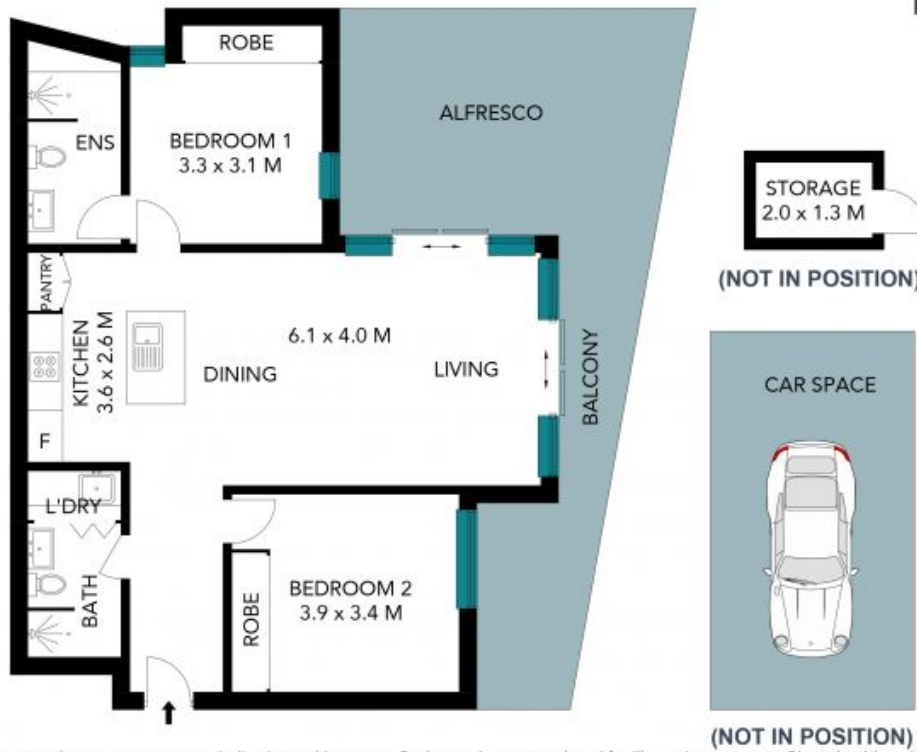 ROBE
ENS
BEDROOM 1
3.3 x 3.1 M
ALFRESCO
STORAGE
2.0 x 1.3 M
(NOT IN POSITION)
PANTRY
KITCHEN
3.6 x 2.6 M
F
6.1 x 4.0 M
DINING
LIVING
BALCONY
CAR SPACE
L'DRY
BATH
ROBE
BEDROOM 2
3.9 x 3.4 M
(NOT IN POSITION)